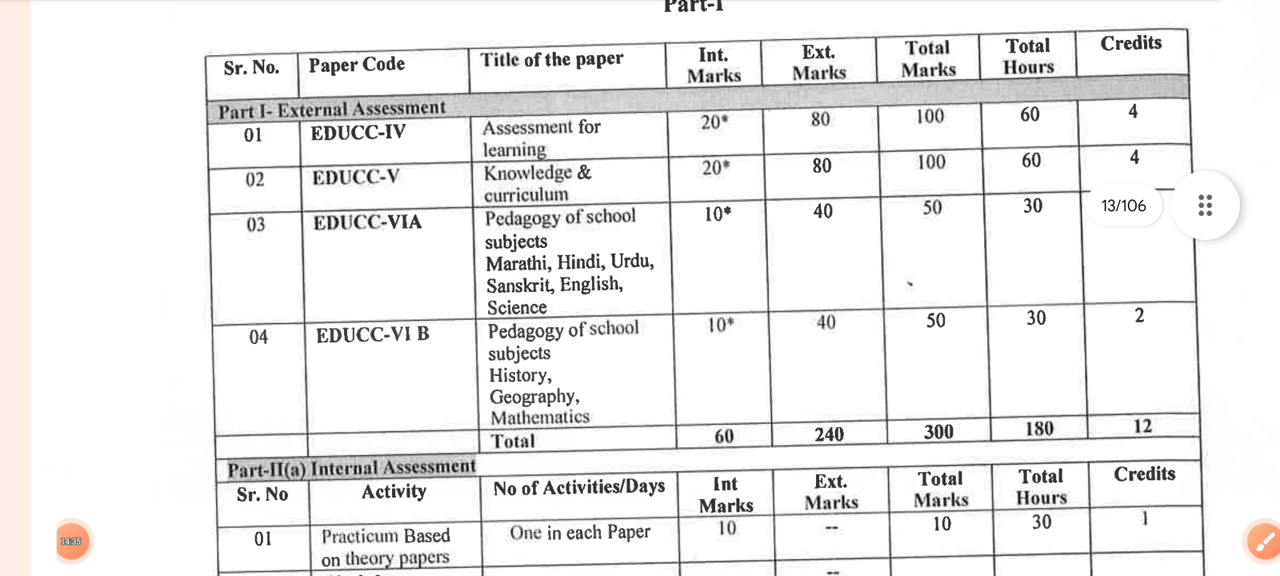 Part-I
Sr. No. Paper Code Title of the paper Int. Marks Ext. Marks Total Marks Total Hours Credits
Part I- External Assessment
01 EDUCC-IV Assessment for learning 20* 80 100 60 4
02 EDUCC-V Knowledge & curriculum 20* 80 100 60 4
03 EDUCC-VIA Pedagogy of school 10* 40 50 30
subjects
Marathi, Hindi, Urdu,
Sanskrit, English,
Science
13/106
04 EDUCC-VI B Pedagogy of school 10* 40 50 30 2
subjects
History,
Geography,
Mathematics
Total 60 240 300 180 12
Part-II(a) Internal Assessment
Sr. No Activity No of Activities/Days Int Marks Ext. Marks Total Marks Total Hours Credits
01 Practicum Based on theory papers One in each Paper 10 -- 10 30 1
--
14:35